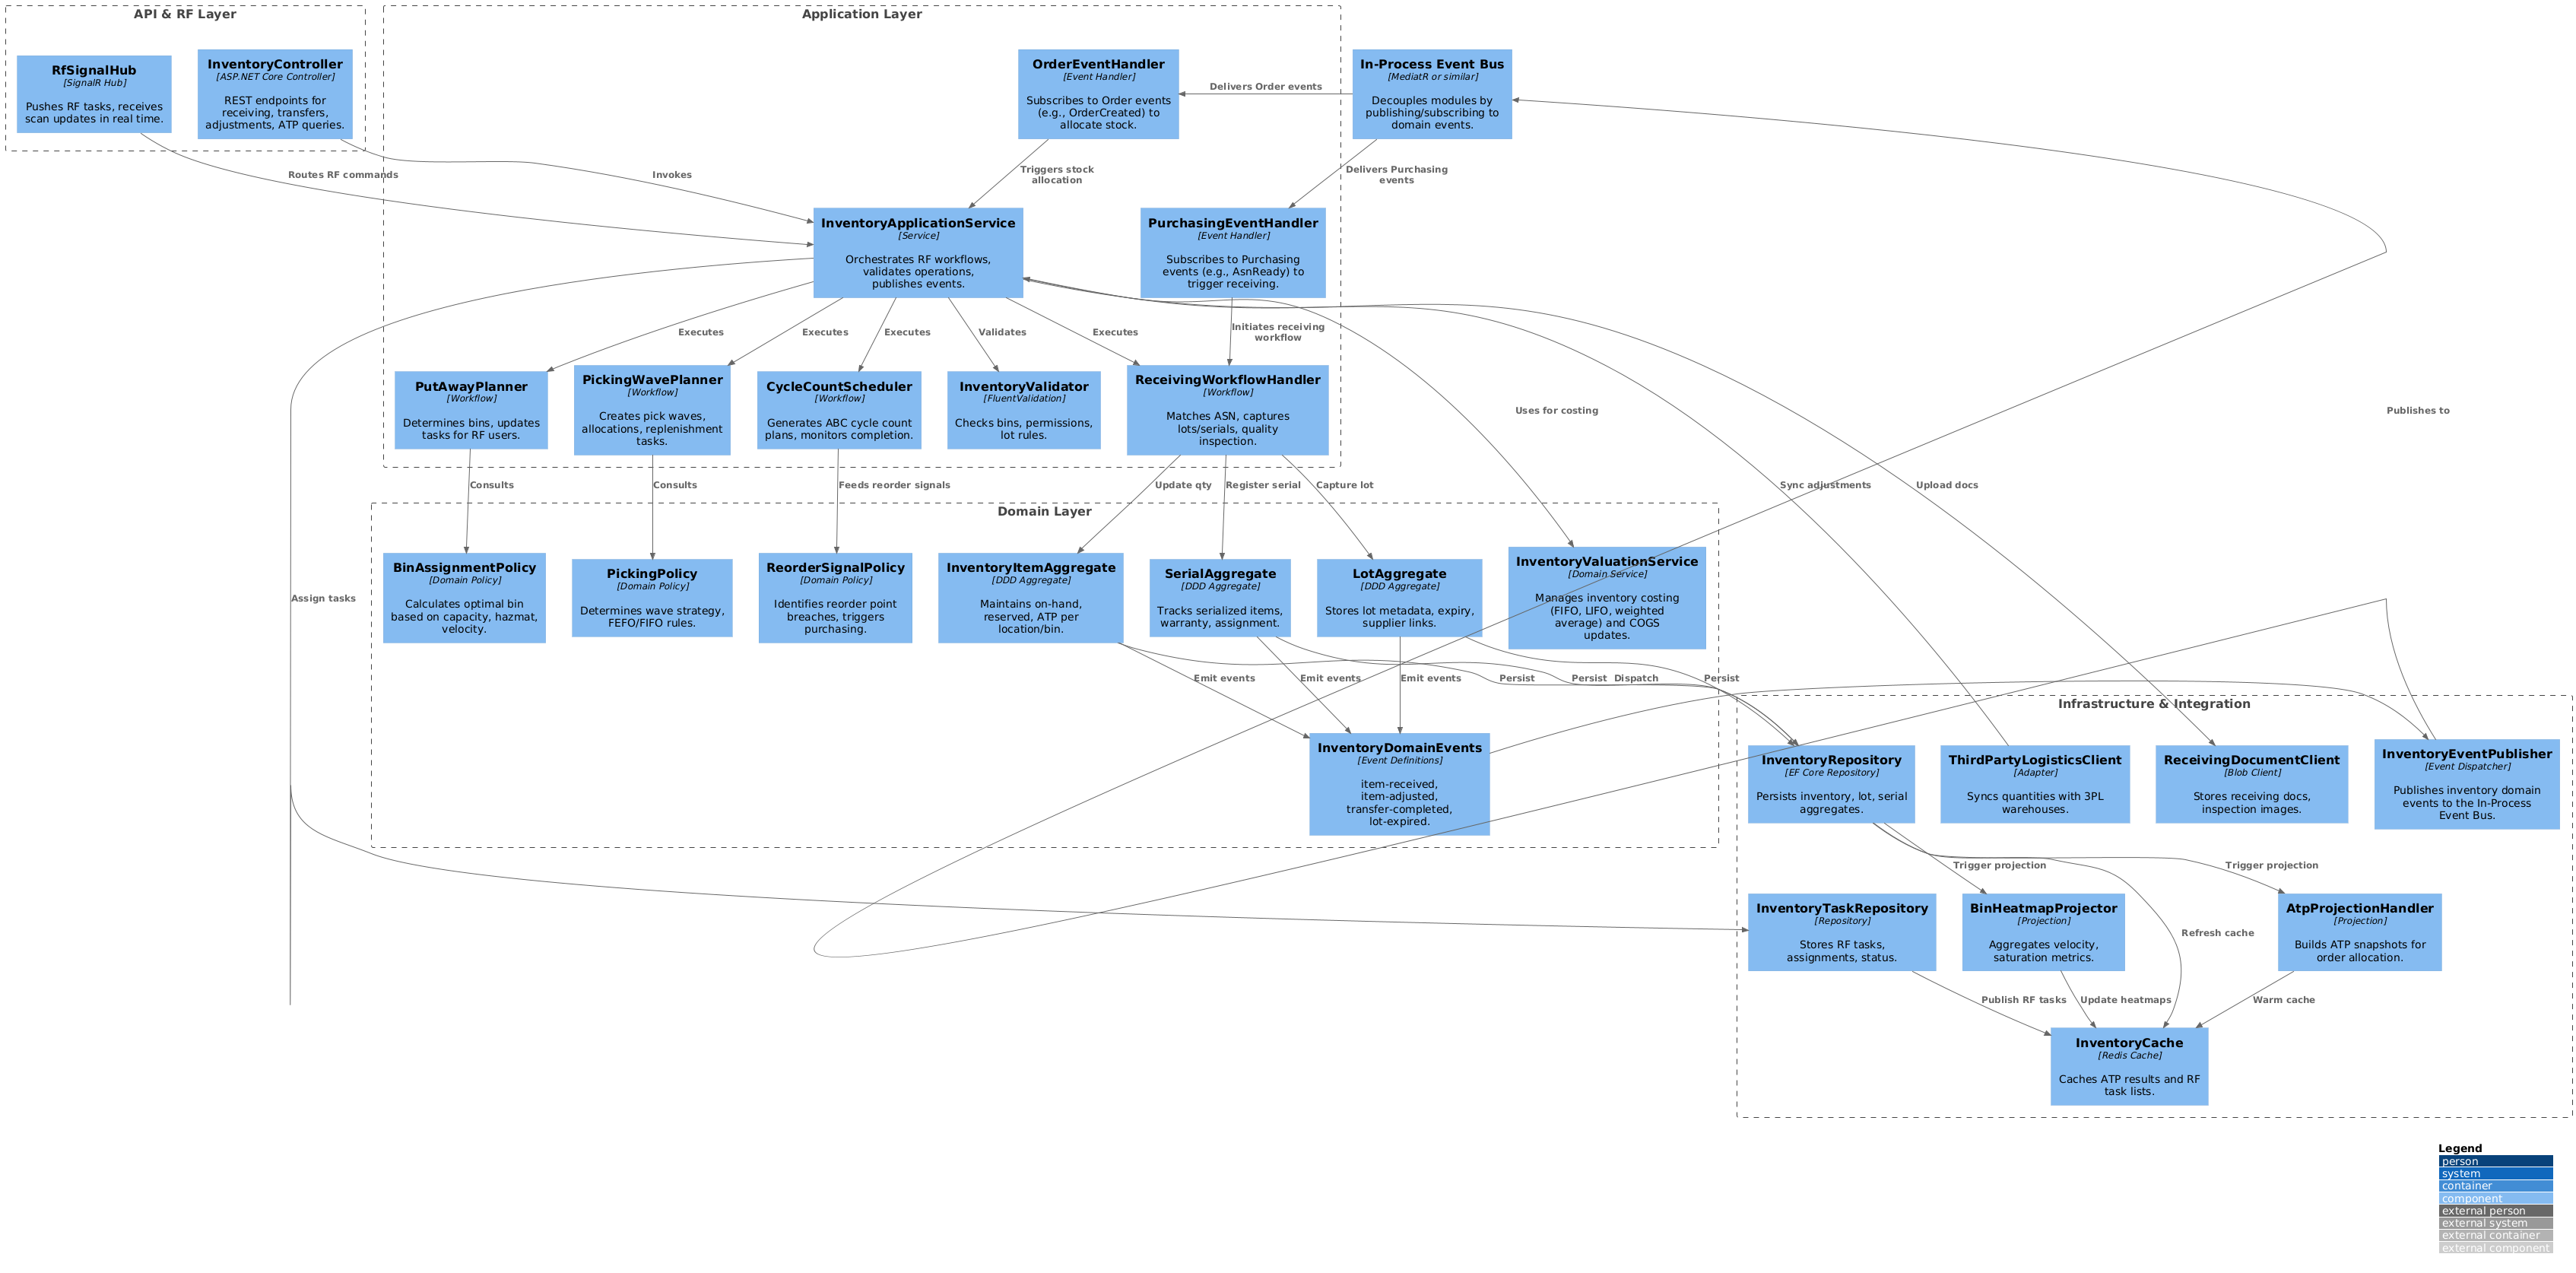 API & RF Layer
RfSignalHub
[SignalR Hub]
Pushes RF tasks, receives
scan updates in real time.
InventoryController
[ASP.NET Core Controller]
REST endpoints for
receiving, transfers,
adjustments, ATP queries.
Application Layer
OrderEventHandler
[Event Handler]
Subscribes to Order events
(e.g., OrderCreated) to
allocate stock.
Delivers Order events
In-Process Event Bus
[MediatR or similar]
Decouples modules by
publishing/subscribing to
domain events.
Routes RF commands
Invokes
Triggers stock
allocation
Delivers Purchasing
events
InventoryApplicationService
[Service]
Orchestrates RF workflows,
validates operations,
publishes events.
PurchasingEventHandler
[Event Handler]
Subscribes to Purchasing
events (e.g., AsnReady) to
trigger receiving.
Executes
Executes
Executes
Validates
Executes
Initiates receiving
workflow
PutAwayPlanner
[Workflow]
Determines bins, updates
tasks for RF users.
PickingWavePlanner
[Workflow]
Creates pick waves,
allocations, replenishment
tasks.
CycleCountScheduler
[Workflow]
Generates ABC cycle count
plans, monitors completion.
InventoryValidator
[FluentValidation]
Checks bins, permissions,
lot rules.
ReceivingWorkflowHandler
[Workflow]
Matches ASN, captures
lots/serials, quality
inspection.
Uses for costing
Publishes to
Consults
Consults
Feeds reorder signals
Update qty
Register serial
Capture lot
Sync adjustments
Upload docs
Domain Layer
BinAssignmentPolicy
[Domain Policy]
Calculates optimal bin
based on capacity, hazmat,
velocity.
PickingPolicy
[Domain Policy]
Determines wave strategy,
FEFO/FIFO rules.
ReorderSignalPolicy
[Domain Policy]
Identifies reorder point
breaches, triggers
purchasing.
InventoryItemAggregate
[DDD Aggregate]
Maintains on-hand,
reserved, ATP per
location/bin.
SerialAggregate
[DDD Aggregate]
Tracks serialized items,
warranty, assignment.
LotAggregate
[DDD Aggregate]
Stores lot metadata, expiry,
supplier links.
InventoryValuationService
[Domain Service]
Manages inventory costing
(FIFO, LIFO, weighted
average) and COGS
updates.
Assign tasks
Emit events
Emit events
Emit events
Persist
Persist
Dispatch
Persist
InventoryDomainEvents
[Event Definitions]
item-received,
item-adjusted,
transfer-completed,
lot-expired.
Infrastructure & Integration
InventoryRepository
[EF Core Repository]
Persists inventory, lot, serial
aggregates.
ThirdPartyLogisticsClient
[Adapter]
Syncs quantities with 3PL
warehouses.
ReceivingDocumentClient
[Blob Client]
Stores receiving docs,
inspection images.
InventoryEventPublisher
[Event Dispatcher]
Publishes inventory domain
events to the In-Process
Event Bus.
Trigger projection
Trigger projection
InventoryTaskRepository
[Repository]
Stores RF tasks,
assignments, status.
BinHeatmapProjector
[Projection]
Aggregates velocity,
saturation metrics.
Refresh cache
AtpProjectionHandler
[Projection]
Builds ATP snapshots for
order allocation.
Publish RF tasks
Update heatmaps
Warm cache
InventoryCache
[Redis Cache]
Caches ATP results and RF
task lists.
Legend
person
system
container
component
external person
external system
external container
external component